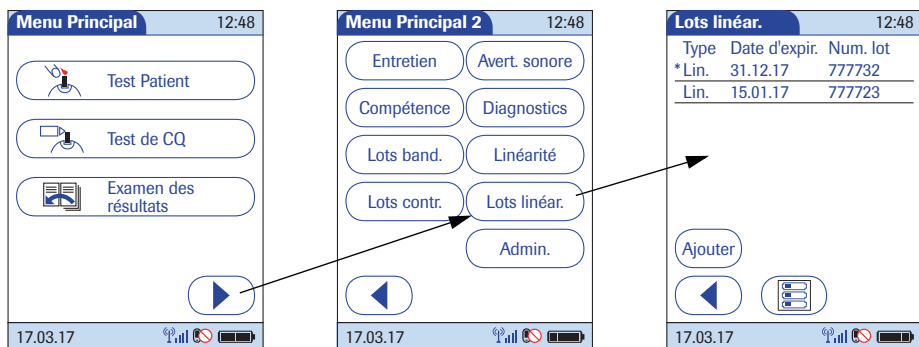 Menu Principal 12:48
Test Patient
Test de CQ
Examen des
résultats
17.03.17
Menu Principal 2 12:48
Entretien Avert. sonore
Compétence Diagnostics
Lots band. Linéarité
Lots contr. Lots linéar.
Admin.
17.03.17
Lots linéar. 12:48
Type Date d'expir. Num. lot
*Lin. 31.12.17 777732
Lin. 15.01.17 777723
Ajouter
17.03.17